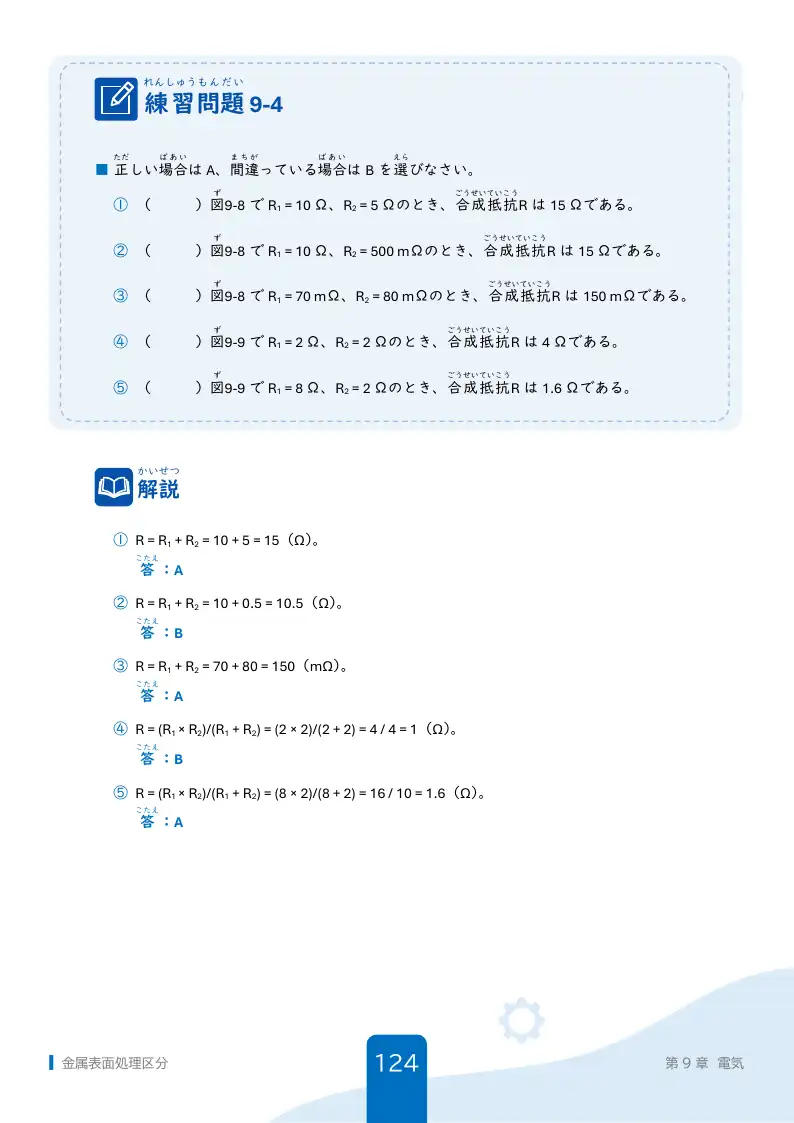 れんしゅうもんだい
練習問題 9-4
ただ ばあい まちが ばあい えら
■ 正しい場合は A、間違っている場合は B を選びなさい。
ず ごうせいていこう
① （ ）図9-8 で R₁ = 10 Ω、R₂ = 5 Ωのとき、合成抵抗R は 15 Ωである。
ず ごうせいていこう
② （ ）図9-8 で R₁ = 10 Ω、R₂ = 500 mΩのとき、合成抵抗R は 15 Ωである。
ず ごうせいていこう
③ （ ）図9-8 で R₁ = 70 mΩ、R₂ = 80 mΩのとき、合成抵抗R は 150 mΩである。
ず ごうせいていこう
④ （ ）図9-9 で R₁ = 2 Ω、R₂ = 2 Ωのとき、合成抵抗R は 4 Ωである。
ず ごうせいていこう
⑤ （ ）図9-9 で R₁ = 8 Ω、R₂ = 2 Ωのとき、合成抵抗R は 1.6 Ωである。
かいせつ
解説
① R = R₁ + R₂ = 10 + 5 = 15（Ω）。
こたえ
答：A
② R = R₁ + R₂ = 10 + 0.5 = 10.5（Ω）。
こたえ
答：B
③ R = R₁ + R₂ = 70 + 80 = 150（mΩ）。
こたえ
答：A
④ R = (R₁ × R₂)/(R₁ + R₂) = (2 × 2)/(2 + 2) = 4 / 4 = 1（Ω）。
こたえ
答：B
⑤ R = (R₁ × R₂)/(R₁ + R₂) = (8 × 2)/(8 + 2) = 16 / 10 = 1.6（Ω）。
こたえ
答：A
金属表面処理区分
124
第 9 章 電気